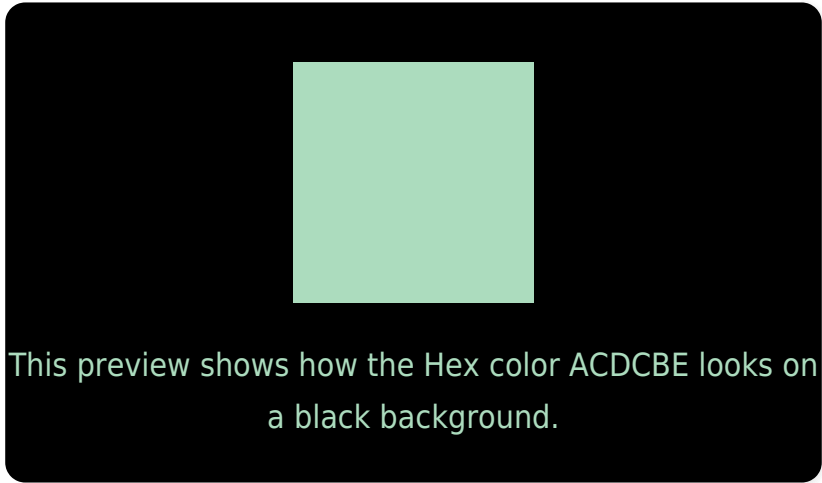 This preview shows how the Hex color ACDCBE looks on
a black background.